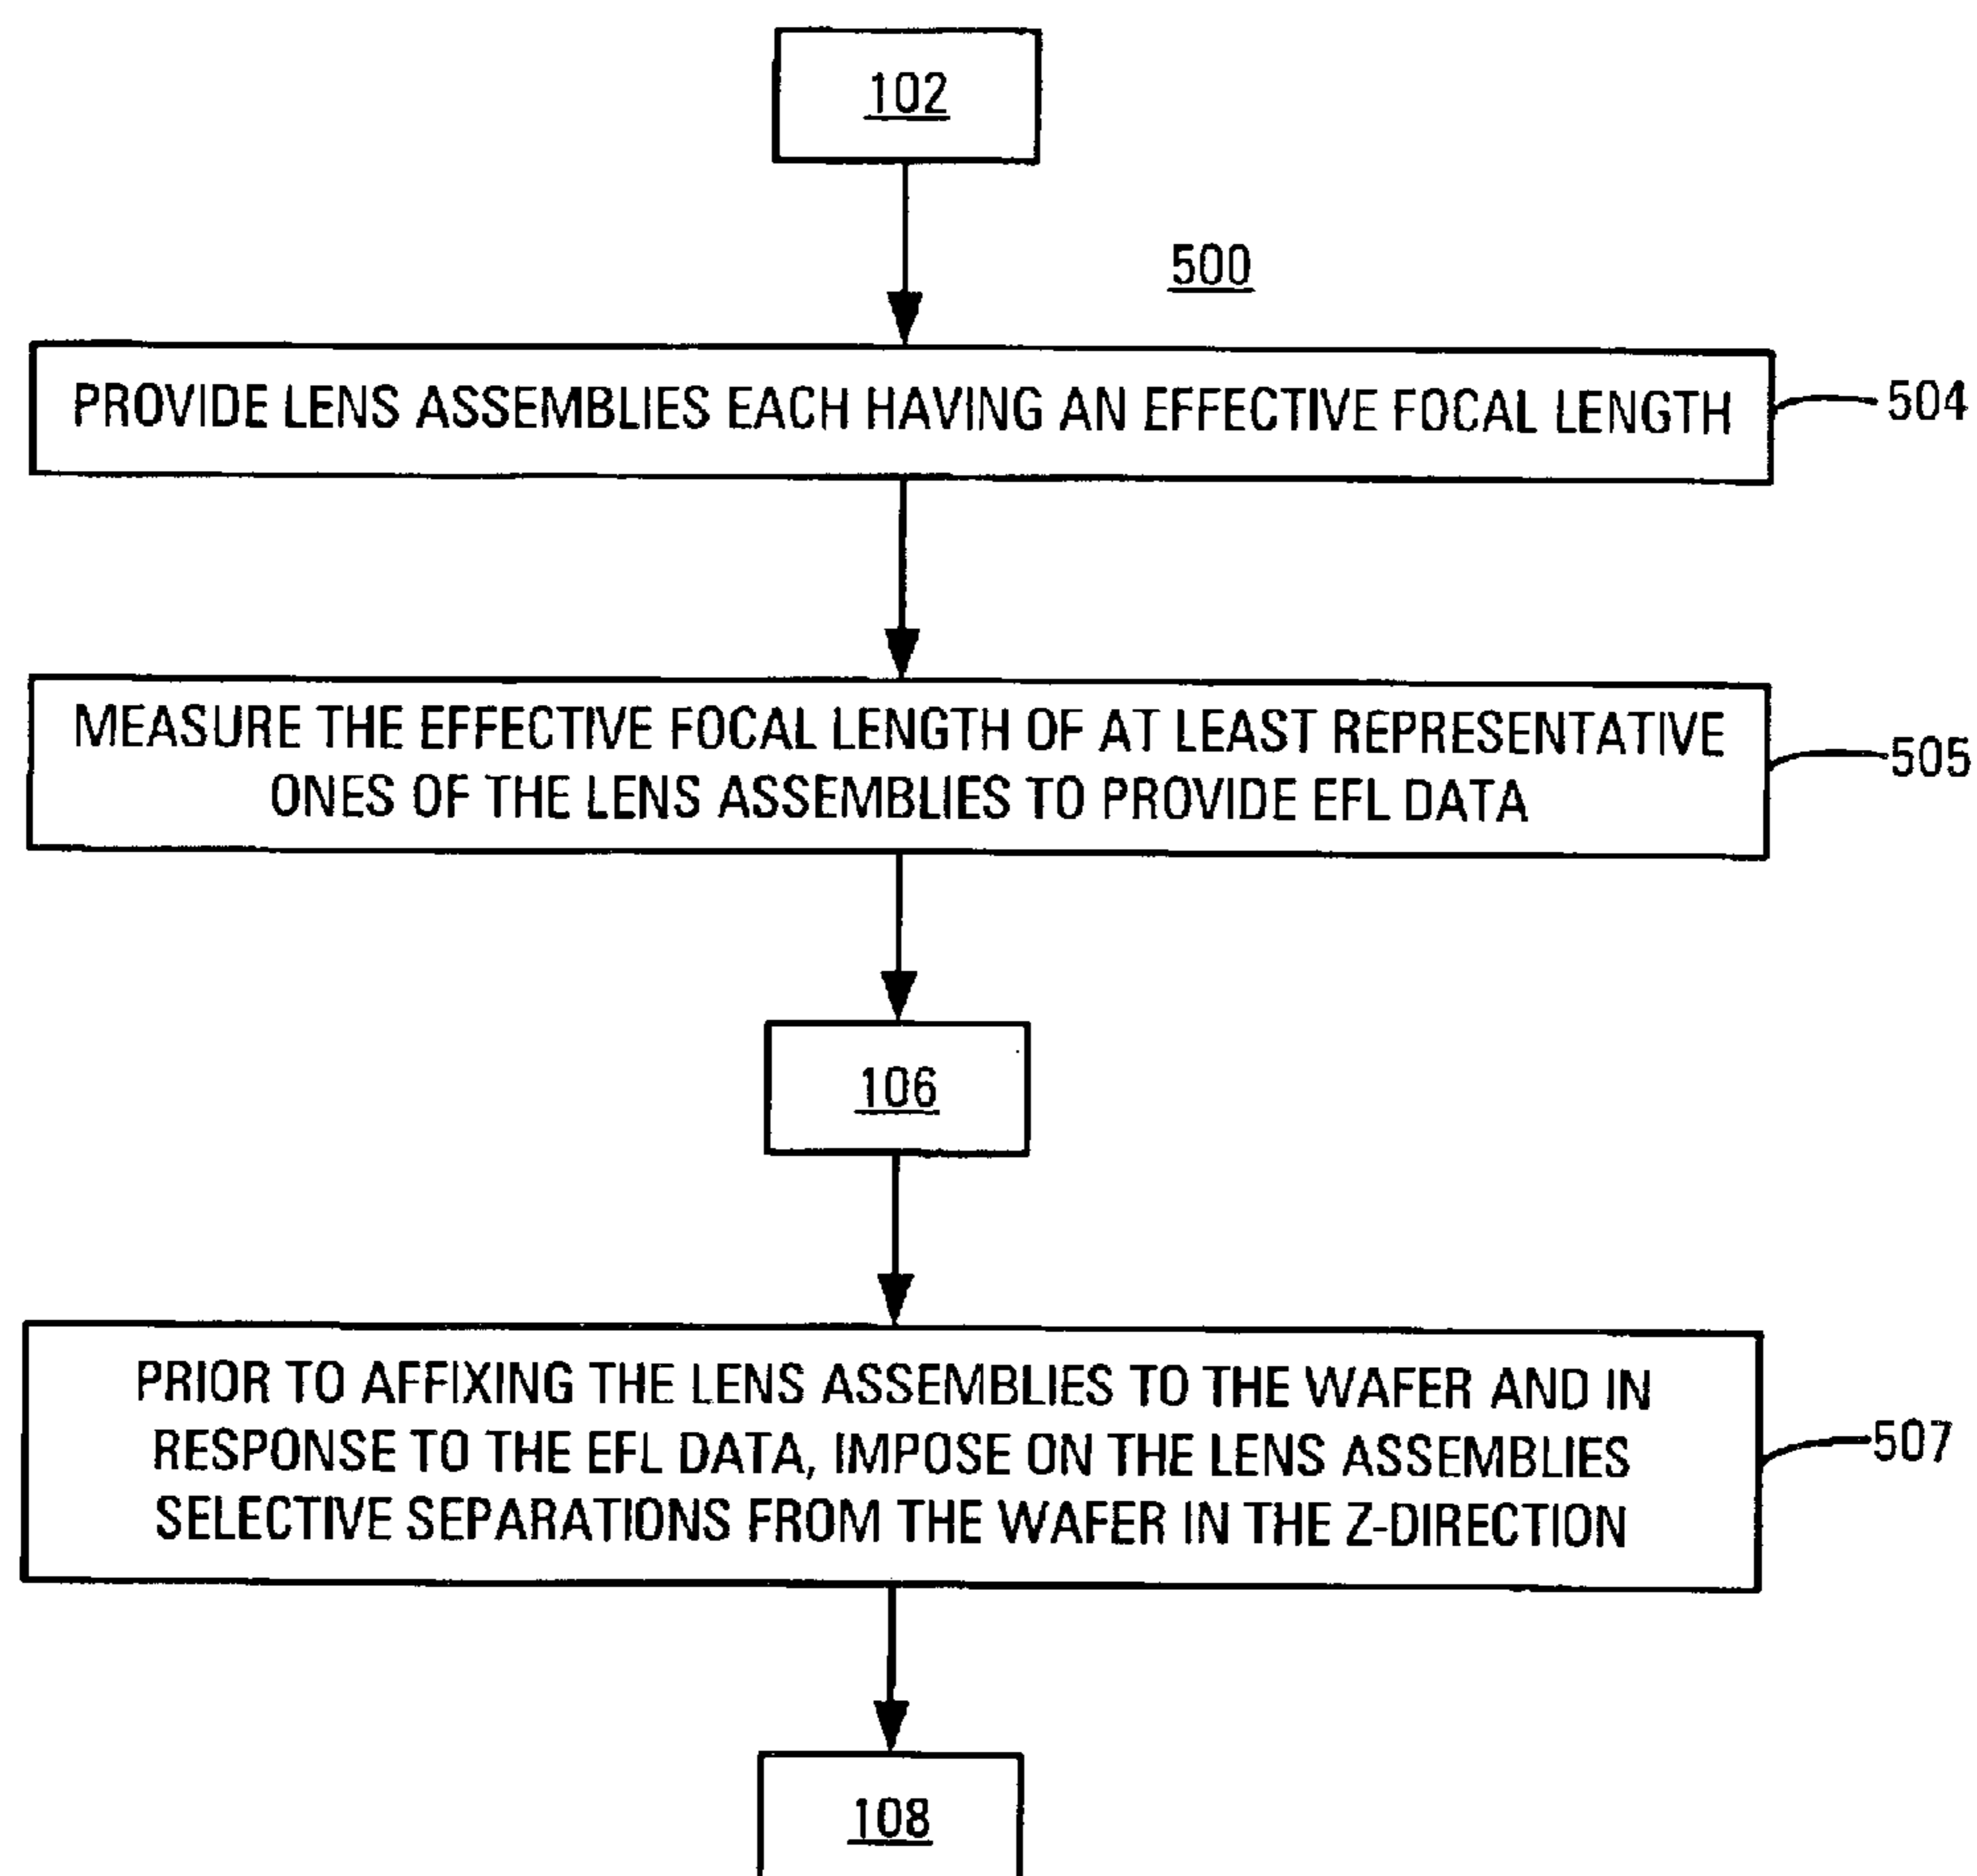 102
500
PROVIDE LENS ASSEMBLIES EACH HAVING AN EFFECTIVE FOCAL LENGTH
504
MEASURE THE EFFECTIVE FOCAL LENGTH OF AT LEAST REPRESENTATIVE
ONES OF THE LENS ASSEMBLIES TO PROVIDE EFL DATA
505
106
PRIOR TO AFFIXING THE LENS ASSEMBLIES TO THE WAFER AND IN
RESPONSE TO THE EFL DATA, IMPOSE ON THE LENS ASSEMBLIES
SELECTIVE SEPARATIONS FROM THE WAFER IN THE Z-DIRECTION
507
108